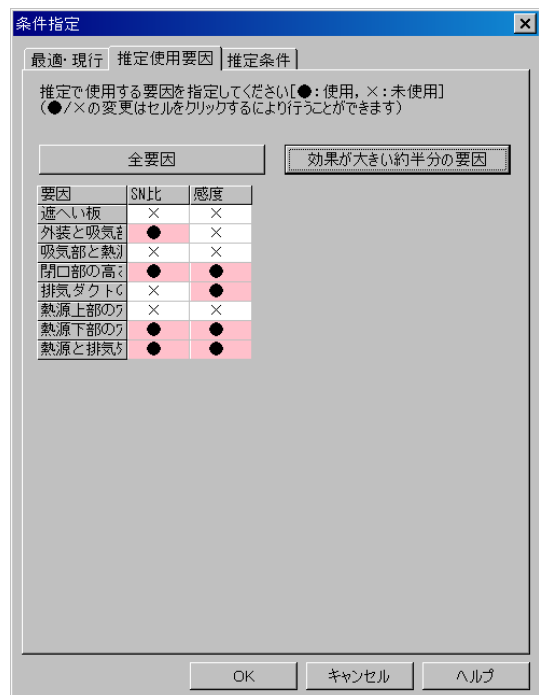 条件指定
最適・現行 推定使用要因 推定条件
推定で使用する要因を指定してください[●：使用，×：未使用]
(●/×の変更はセルをクリックするにより行うことができます)
全要因 効果が大きい約半分の要因
要因 SN比 感度
遮へい板 × ×
外装と吸気 ● ×
吸気部と熱 × ×
閉口部の高 ● ●
排気ダクト × ●
熱源上部の × ×
熱源下部の ● ●
熱源と排気 ● ●
OK キャンセル ヘルプ